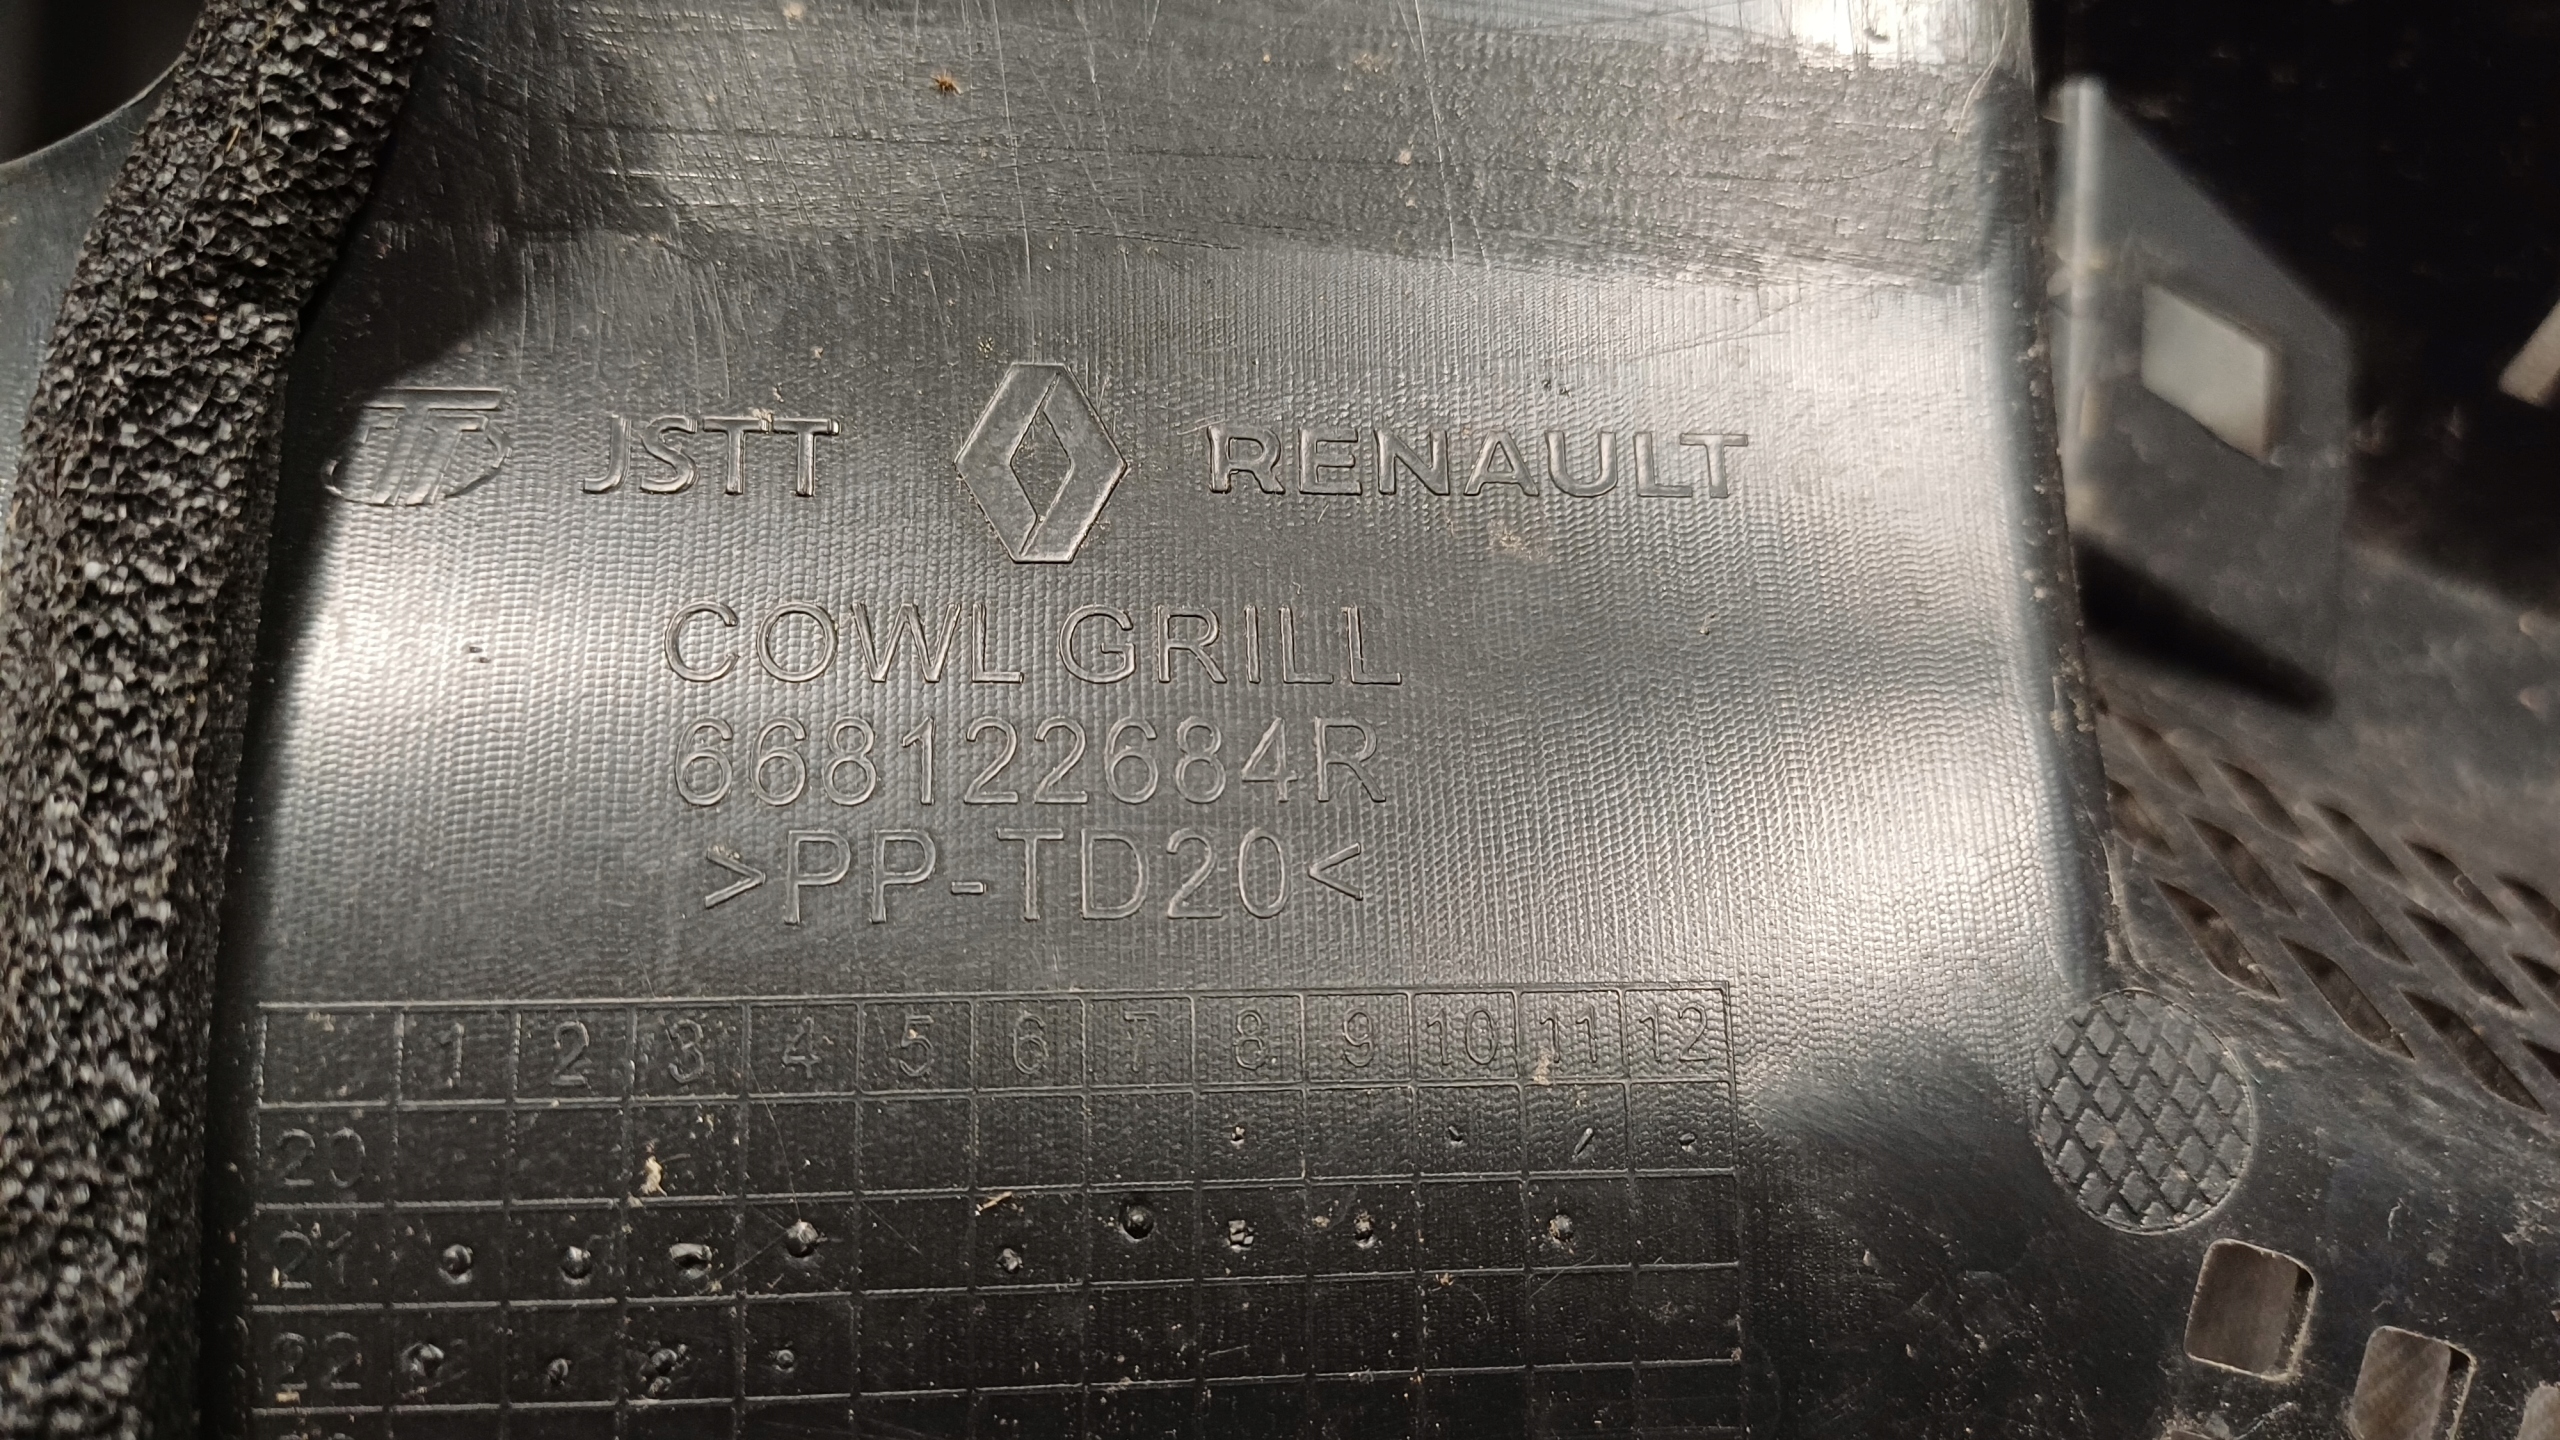 JSTT RENAULT
COWL GRILL
668122684R
>PP-TD20<
1 2 3 4 5 6 7 8 9 10 11 12
20
21
22